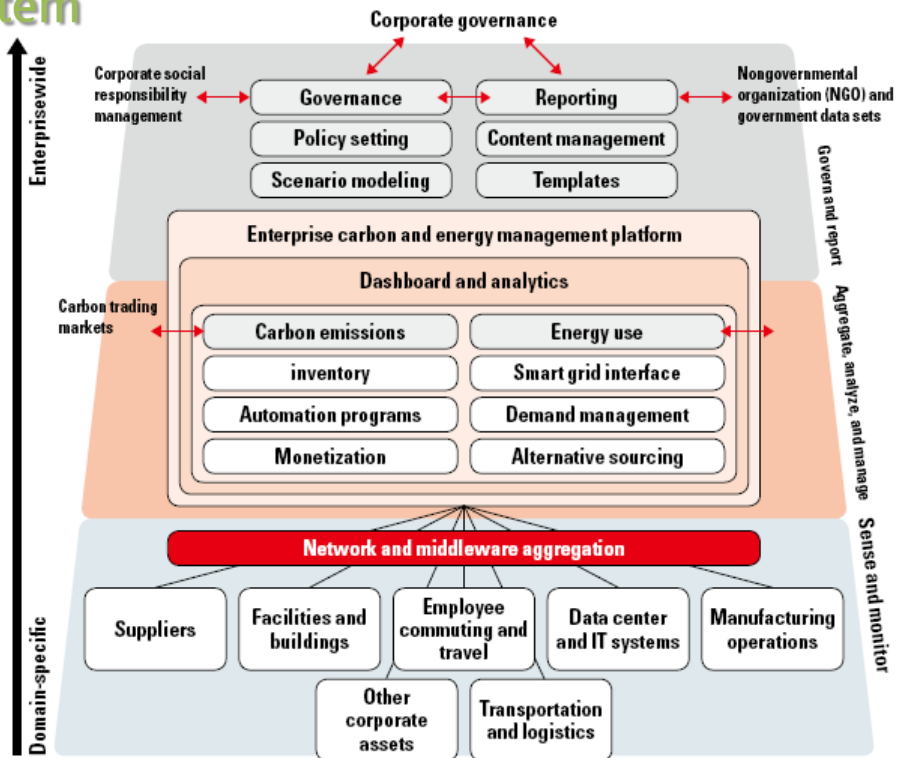 tem
Corporate governance
Enterprisewide
Corporate social
responsibility
management
Governance
Reporting
Nongovernmental
organization (NGO) and
government data sets
Policy setting
Content management
Scenario modeling
Templates
Govern and report
Enterprise carbon and energy management platform
Dashboard and analytics
Carbon trading
markets
Carbon emissions
Energy use
inventory
Smart grid interface
Automation programs
Demand management
Monetization
Alternative sourcing
Aggregate, analyze, and manage
Network and middleware aggregation
Sense and monitor
Domain-specific
Suppliers
Facilities and
buildings
Employee
commuting and
travel
Data center
and IT systems
Manufacturing
operations
Other
corporate
assets
Transportation
and logistics